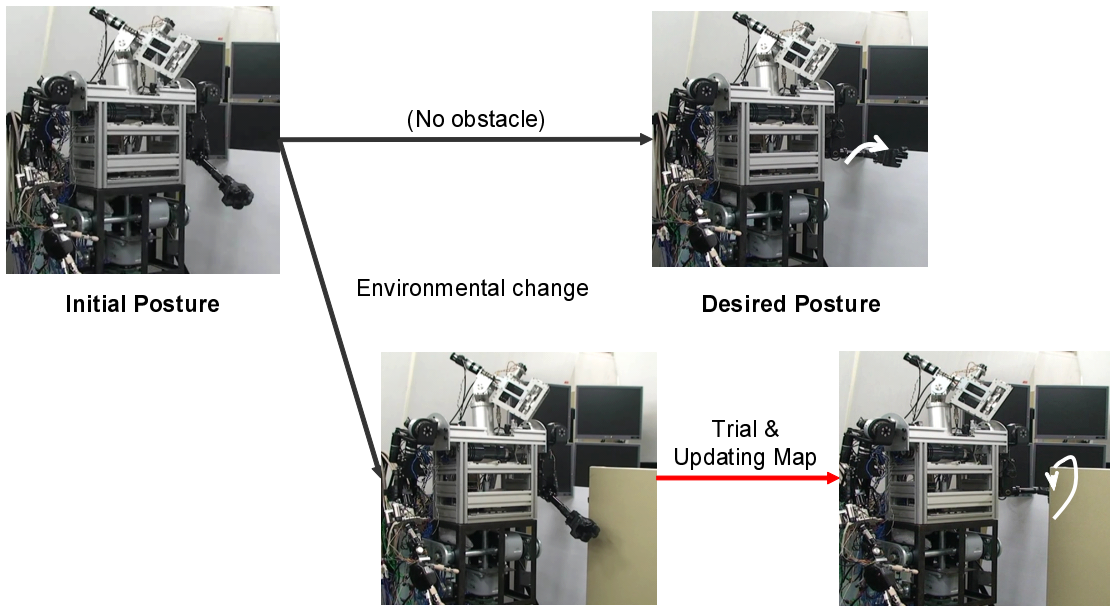 (No obstacle)
Initial Posture
Environmental change
Desired Posture
Trial &
Updating Map